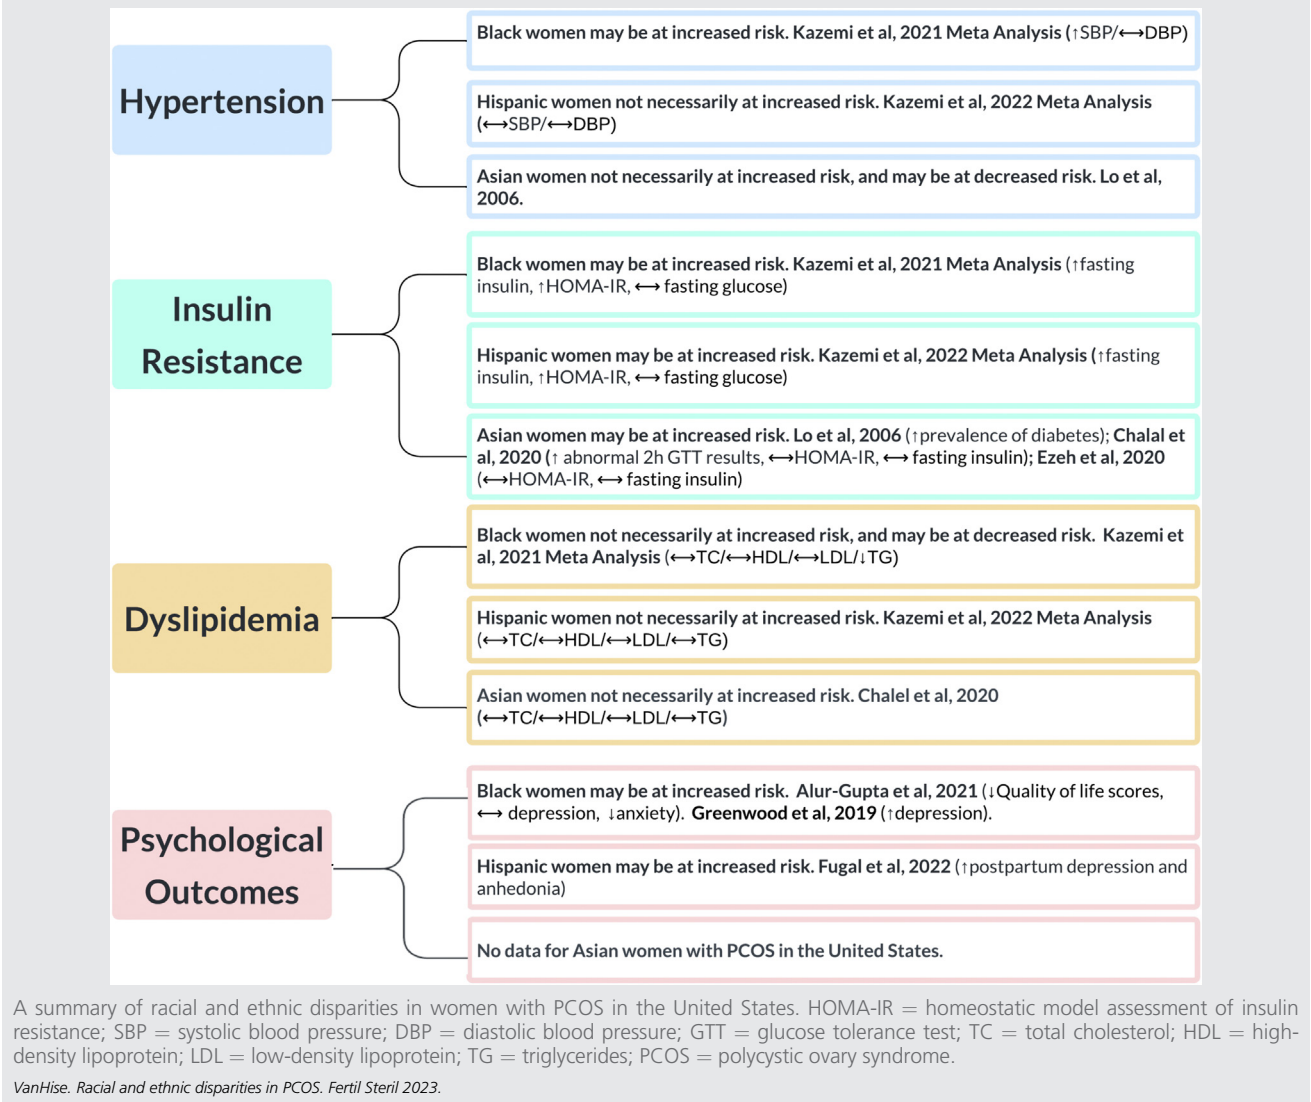 Hypertension
Black women may be at increased risk. Kazemi et al, 2021 Meta Analysis (↑SBP/⟷DBP)
Hispanic women not necessarily at increased risk. Kazemi et al, 2022 Meta Analysis
(⟷SBP/⟷DBP)
Asian women not necessarily at increased risk, and may be at decreased risk. Lo et al,
2006.
Insulin
Resistance
Black women may be at increased risk. Kazemi et al, 2021 Meta Analysis (↑fasting
insulin, ↑HOMA-IR, ⟷ fasting glucose)
Hispanic women may be at increased risk. Kazemi et al, 2022 Meta Analysis (↑fasting
insulin, ↑HOMA-IR, ⟷ fasting glucose)
Asian women may be at increased risk. Lo et al, 2006 (↑prevalence of diabetes); Chalal et
al, 2020 (↑ abnormal 2h GTT results, ⟷HOMA-IR, ⟷ fasting insulin); Ezeh et al, 2020
(⟷HOMA-IR, ⟷ fasting insulin)
Dyslipidemia
Black women not necessarily at increased risk, and may be at decreased risk. Kazemi et
al, 2021 Meta Analysis (⟷TC/⟷HDL/⟷LDL/↓TG)
Hispanic women not necessarily at increased risk. Kazemi et al, 2022 Meta Analysis
(⟷TC/⟷HDL/⟷LDL/⟷TG)
Asian women not necessarily at increased risk. Chalel et al, 2020
(⟷TC/⟷HDL/⟷LDL/⟷TG)
Psychological
Outcomes
Black women may be at increased risk. Alur-Gupta et al, 2021 (↓Quality of life scores,
⟷ depression, ↓anxiety). Greenwood et al, 2019 (↑depression).
Hispanic women may be at increased risk. Fugal et al, 2022 (↑postpartum depression and
anhedonia)
No data for Asian women with PCOS in the United States.
A summary of racial and ethnic disparities in women with PCOS in the United States. HOMA-IR = homeostatic model assessment of insulin
resistance; SBP = systolic blood pressure; DBP = diastolic blood pressure; GTT = glucose tolerance test; TC = total cholesterol; HDL = high-
density lipoprotein; LDL = low-density lipoprotein; TG = triglycerides; PCOS = polycystic ovary syndrome.
VanHise. Racial and ethnic disparities in PCOS. Fertil Steril 2023.